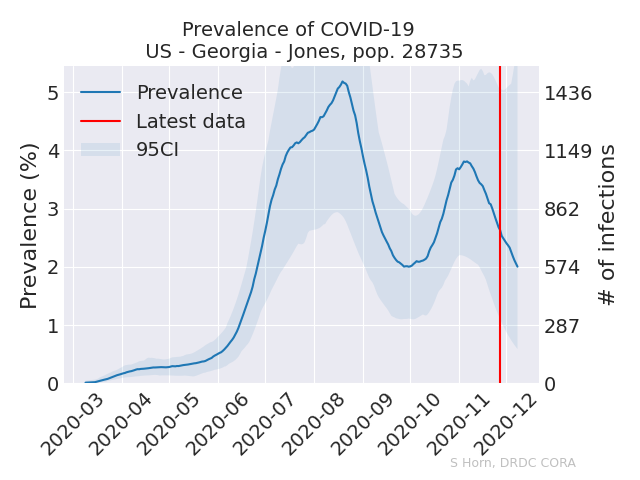 Prevalence of COVID-19
US - Georgia - Jones, pop. 28735
Prevalence
Latest data
95CI
Prevalence (%)
5
4
3
2
1
0
1436
1149
862
574
287
0
# of infections
2020-03
2020-04
2020-05
2020-06
2020-07
2020-08
2020-09
2020-10
2020-11
2020-12
S Horn, DRDC CORA